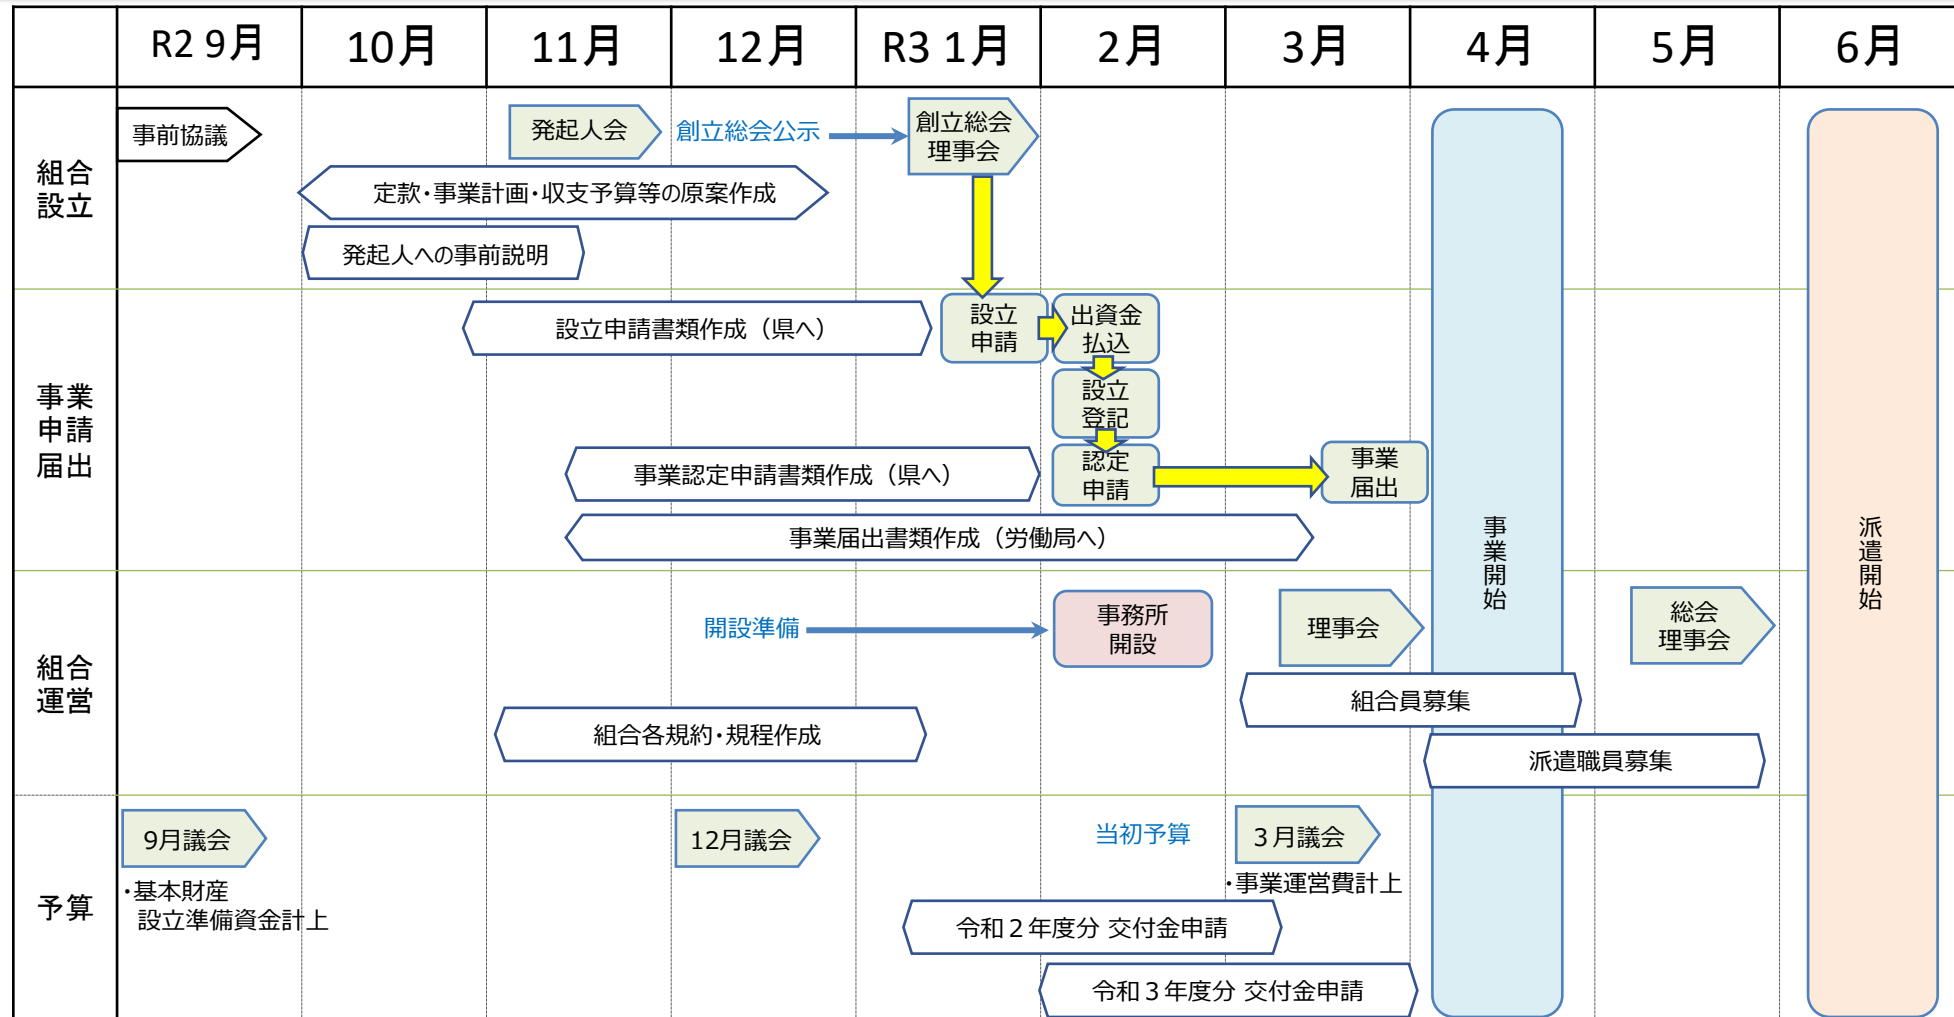 R2 9月
10月
11月
12月
R3 1月
2月
3月
4月
5月
6月
組合
設立
事前協議
発起人会
創立総会公示
創立総会
理事会
定款・事業計画・収支予算等の原案作成
発起人への事前説明
事業
申請
届出
設立申請書類作成（県へ）
設立
申請
出資金
払込
設立
登記
事業認定申請書類作成（県へ）
認定
申請
事業
届出
事業届出書類作成（労働局へ）
事業開始
派遣開始
組合
運営
開設準備
事務所
開設
理事会
総会
理事会
組合員募集
組合各規約・規程作成
派遣職員募集
予算
9月議会
・基本財産
設立準備資金計上
12月議会
当初予算
３月議会
・事業運営費計上
令和２年度分 交付金申請
令和３年度分 交付金申請